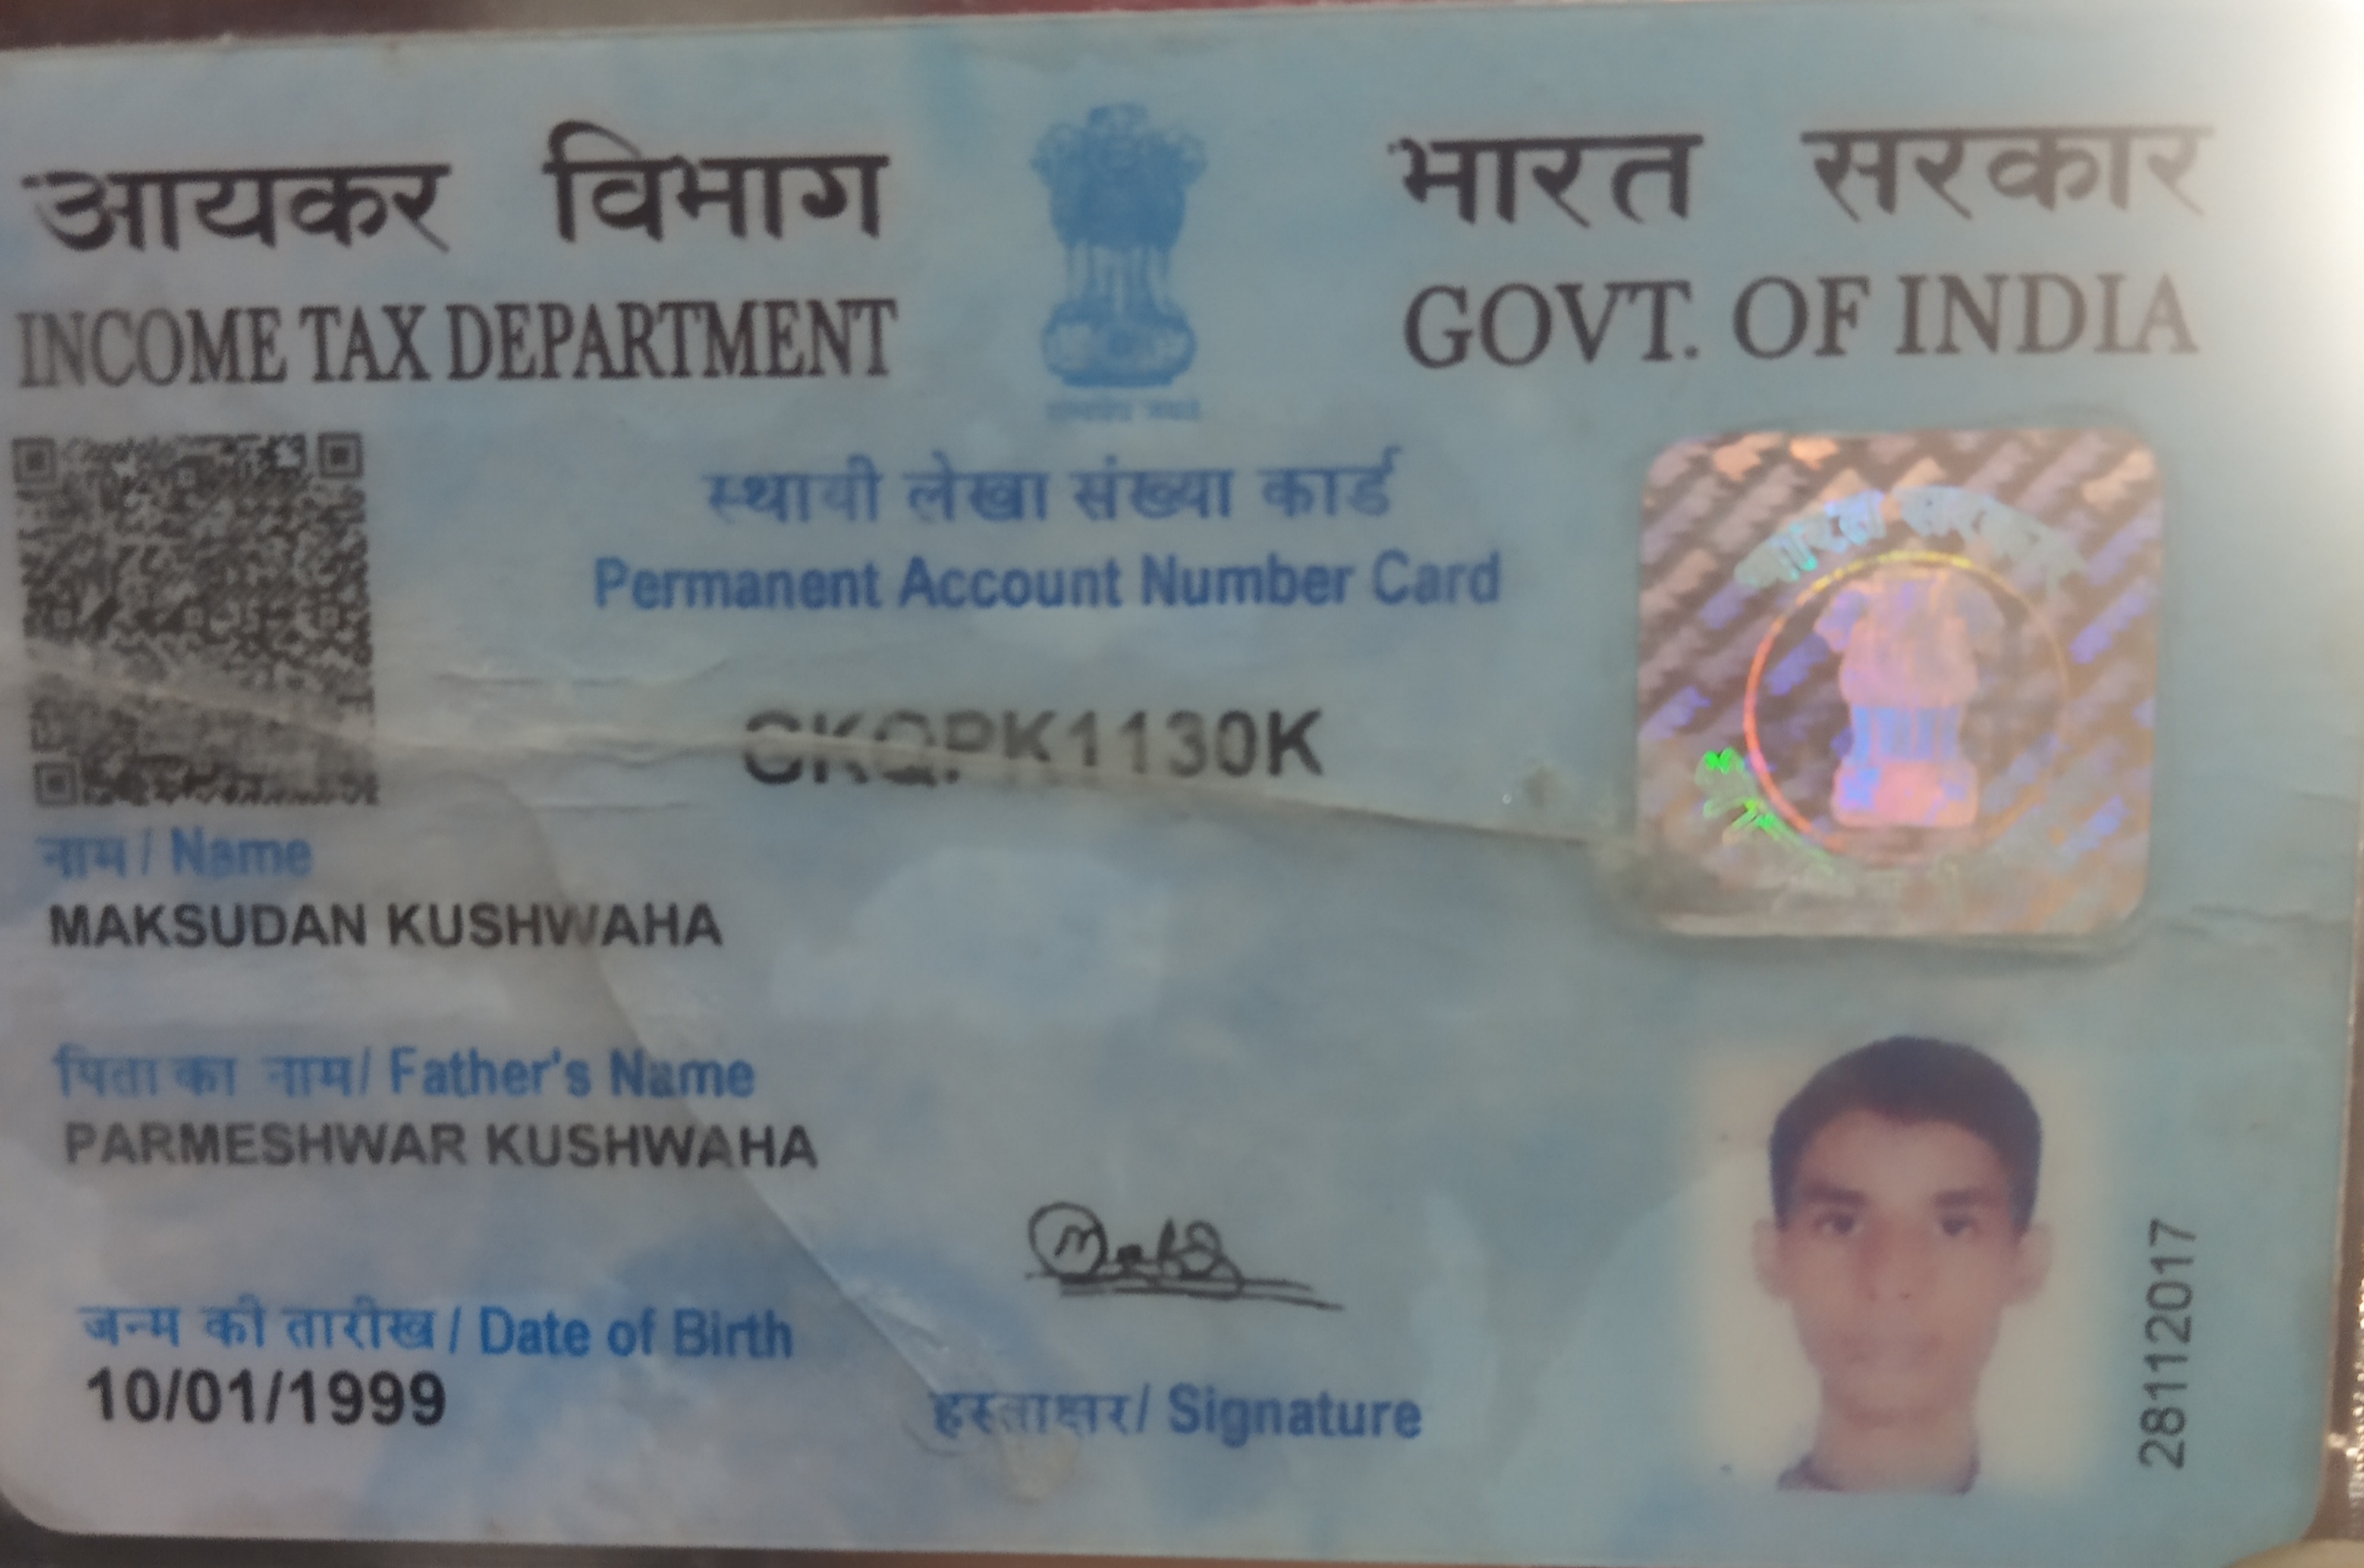 आयकर विभाग
INCOME TAX DEPARTMENT
भारत सरकार
GOVT. OF INDIA
स्थायी लेखा संख्या कार्ड
Permanent Account Number Card
नाम / Name
MAKSUDAN KUSHWAHA
पिता का नाम / Father's Name
PARMESHWAR KUSHWAHA
जन्म की तारीख / Date of Birth
10/01/1999
हस्ताक्षर / Signature
28112017